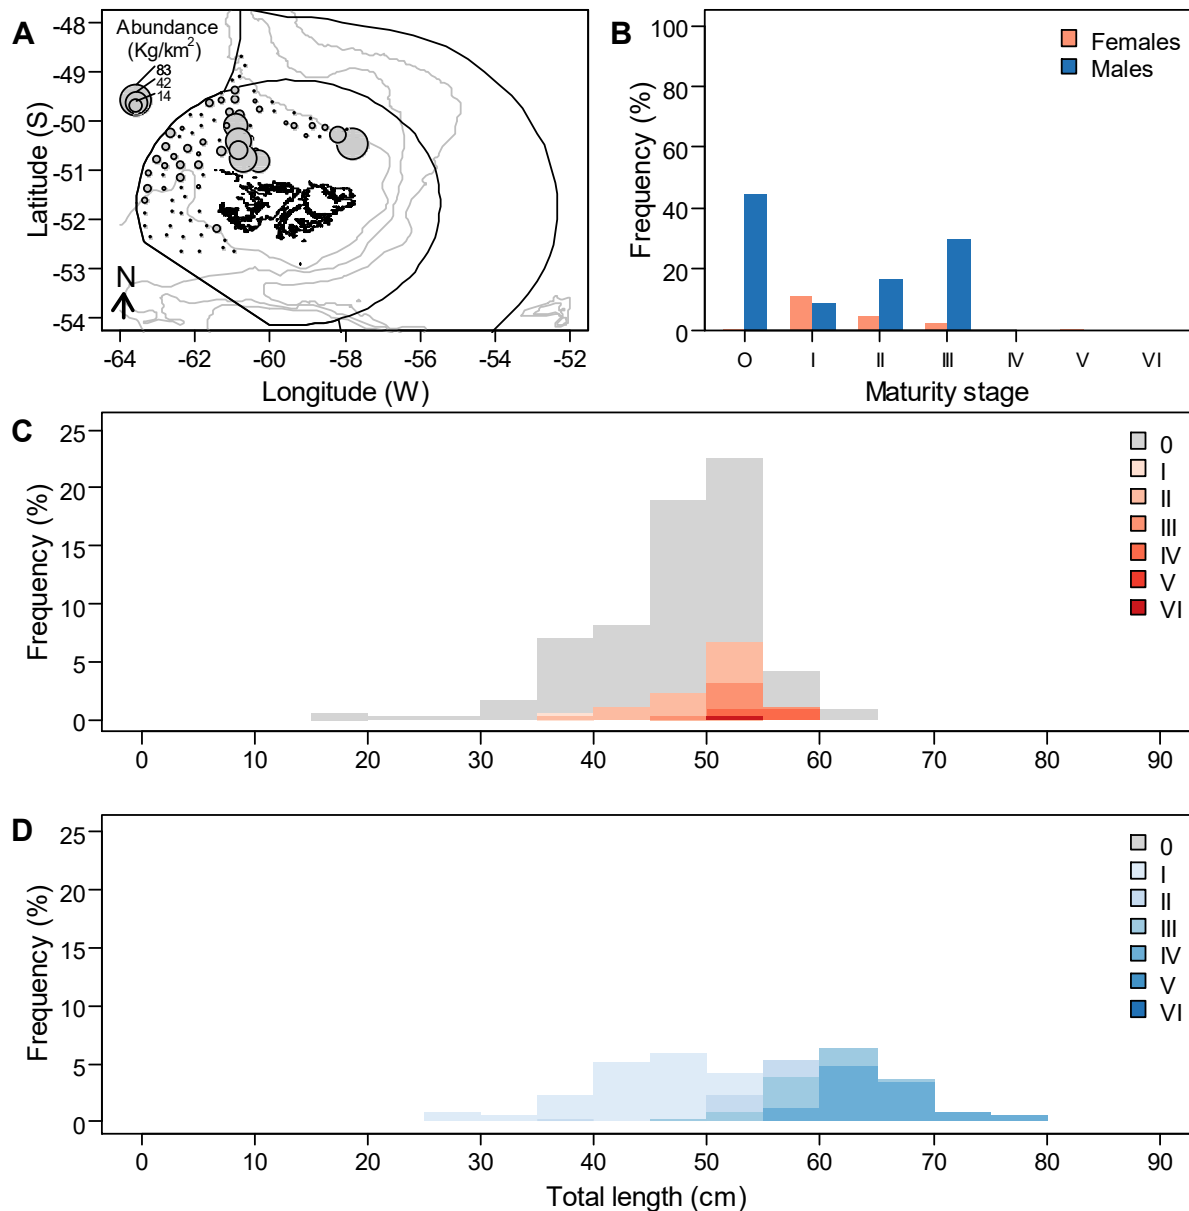 A
Abundance
(Kg/km²)
83
42
14
-48
-49
-50
-51
-52
-53
-54
Latitude (S)
N
-64 -62 -60 -58 -56 -54 -52
Longitude (W)
B
Females
Males
100
80
60
40
20
0
Frequency (%)
O I II III IV V VI
Maturity stage
C
25
20
15
10
5
0
Frequency (%)
0
I
II
III
IV
V
VI
0 10 20 30 40 50 60 70 80 90
D
25
20
15
10
5
0
Frequency (%)
0
I
II
III
IV
V
VI
0 10 20 30 40 50 60 70 80 90
Total length (cm)